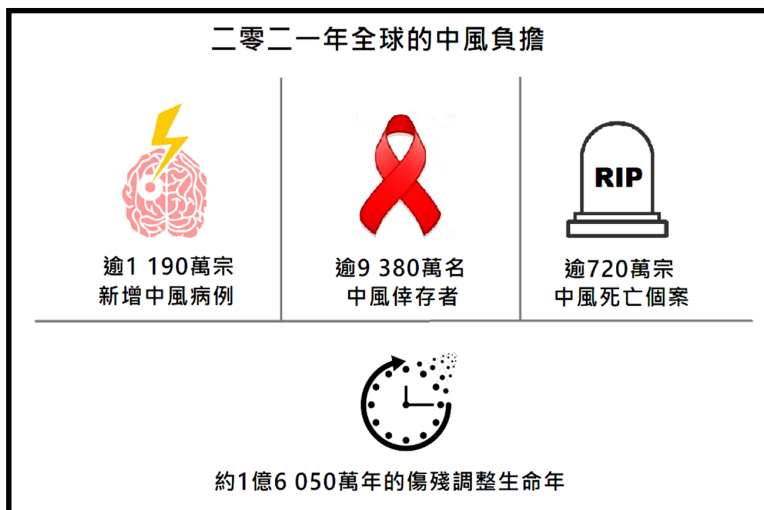 二零二一年全球的中風負擔
逾1 190萬宗
新增中風病例
逾9 380萬名
中風倖存者
RIP
逾720萬宗
中風死亡個案
約1億6 050萬年的傷殘調整生命年